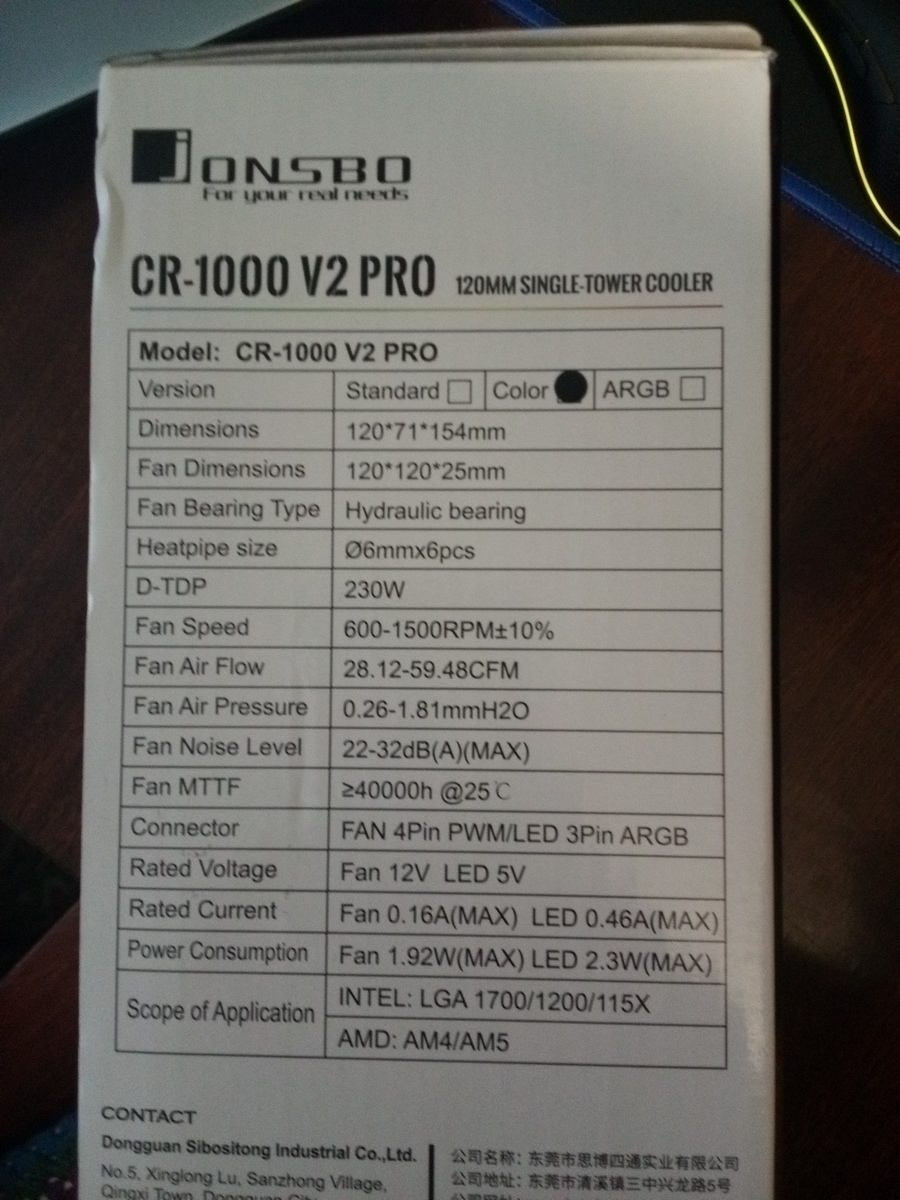 JONSBO
For your real needs
CR-1000 V2 PRO 120MM SINGLE-TOWER COOLER
Model: CR-1000 V2 PRO
Version Standard Color ARGB
Dimensions 120*71*154mm
Fan Dimensions 120*120*25mm
Fan Bearing Type Hydraulic bearing
Heatpipe size Ø6mmx6pcs
D-TDP 230W
Fan Speed 600-1500RPM±10%
Fan Air Flow 28.12-59.48CFM
Fan Air Pressure 0.26-1.81mmH2O
Fan Noise Level 22-32dB(A)(MAX)
Fan MTTF ≥40000h @25℃
Connector FAN 4Pin PWM/LED 3Pin ARGB
Rated Voltage Fan 12V LED 5V
Rated Current Fan 0.16A(MAX) LED 0.46A(MAX)
Power Consumption Fan 1.92W(MAX) LED 2.3W(MAX)
Scope of Application INTEL: LGA 1700/1200/115X
AMD: AM4/AM5
CONTACT
Dongguan Sibositong Industrial Co.,Ltd.
No.5, Xinglong Lu, Sanzhong Village,
Qingxi Town, Dongguan City
公司名称：东莞市思博四通实业有限公司
公司地址：东莞市清溪镇三中兴龙路5号